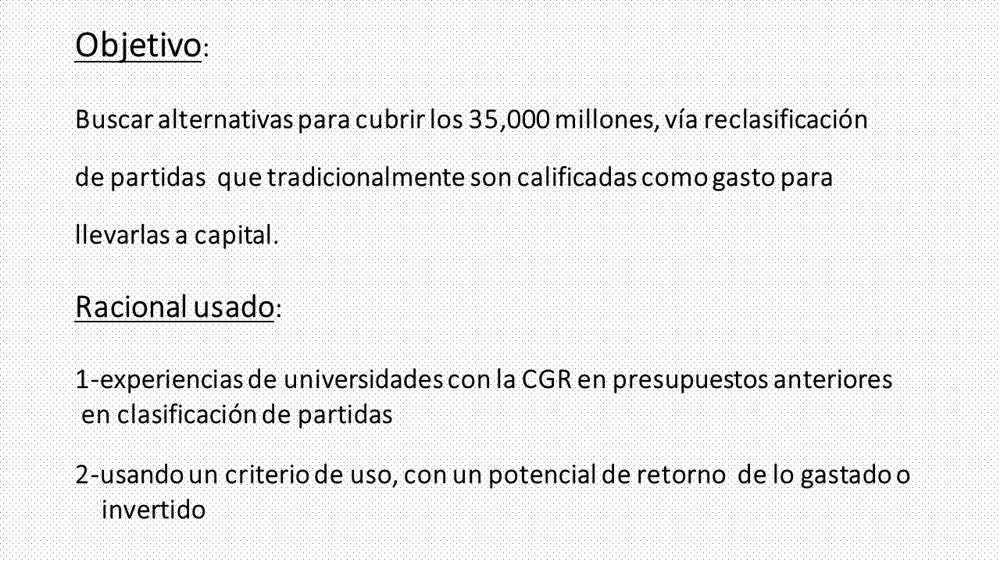 Objetivo:
Buscar alternativas para cubrir los 35,000 millones, vía reclasificación
de partidas que tradicionalmente son calificadas como gasto para
llevarlas a capital.
Racional usado:
1-experiencias de universidades con la CGR en presupuestos anteriores
en clasificación de partidas
2-usando un criterio de uso, con un potencial de retorno de lo gastado o
invertido